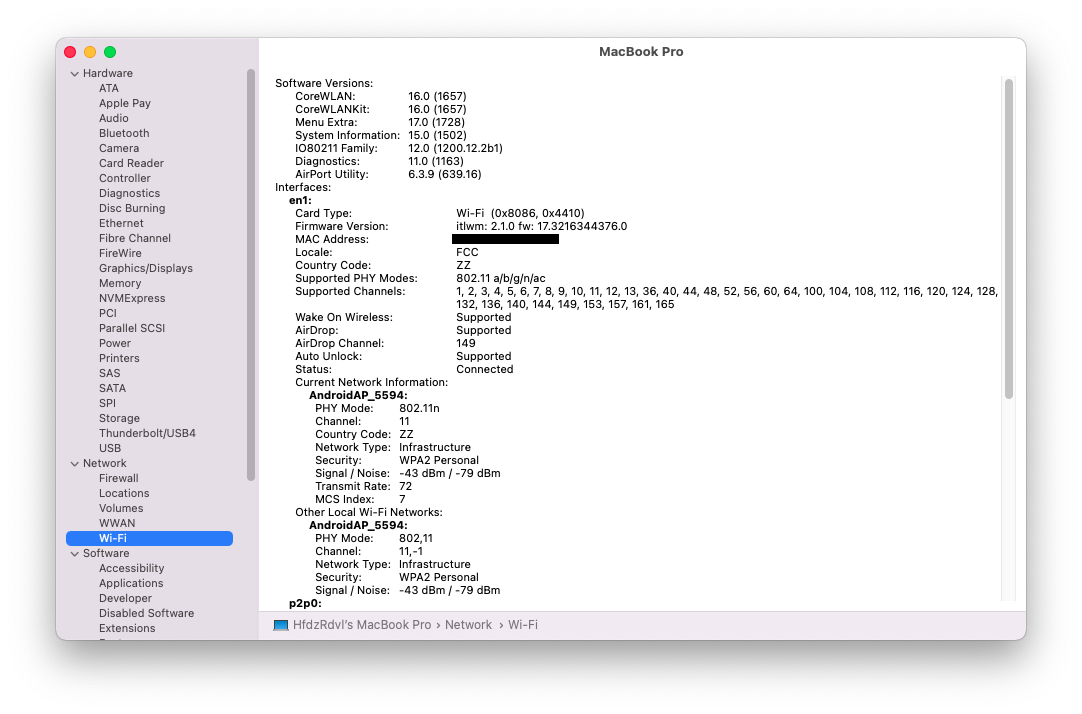 MacBook Pro
Hardware
ATA
Apple Pay
Audio
Bluetooth
Camera
Card Reader
Controller
Diagnostics
Disc Burning
Ethernet
Fibre Channel
FireWire
Graphics/Displays
Memory
NVMExpress
PCI
Parallel SCSI
Power
Printers
SAS
SATA
SPI
Storage
Thunderbolt/USB4
USB
Network
Firewall
Locations
Volumes
WWAN
Wi-Fi
Software
Accessibility
Applications
Developer
Disabled Software
Extensions
Software Versions:
CoreWLAN: 16.0 (1657)
CoreWLANKit: 16.0 (1657)
Menu Extra: 17.0 (1728)
System Information: 15.0 (1502)
IO80211 Family: 12.0 (1200.12.2b1)
Diagnostics: 11.0 (1163)
AirPort Utility: 6.3.9 (639.16)
Interfaces:
en1:
Card Type: Wi-Fi (0x8086, 0x4410)
Firmware Version: itlwm: 2.1.0 fw: 17.3216344376.0
MAC Address:
Locale: FCC
Country Code: ZZ
Supported PHY Modes: 802.11 a/b/g/n/ac
Supported Channels: 1, 2, 3, 4, 5, 6, 7, 8, 9, 10, 11, 12, 13, 36, 40, 44, 48, 52, 56, 60, 64, 100, 104, 108, 112, 116, 120, 124, 128,
132, 136, 140, 144, 149, 153, 157, 161, 165
Wake On Wireless: Supported
AirDrop: Supported
AirDrop Channel: 149
Auto Unlock: Supported
Status: Connected
Current Network Information:
AndroidAP_5594:
PHY Mode: 802.11n
Channel: 11
Country Code: ZZ
Network Type: Infrastructure
Security: WPA2 Personal
Signal / Noise: -43 dBm / -79 dBm
Transmit Rate: 72
MCS Index: 7
Other Local Wi-Fi Networks:
AndroidAP_5594:
PHY Mode: 802,11
Channel: 11,-1
Network Type: Infrastructure
Security: WPA2 Personal
Signal / Noise: -43 dBm / -79 dBm
p2p0:
HfdzRdvl's MacBook Pro › Network › Wi-Fi